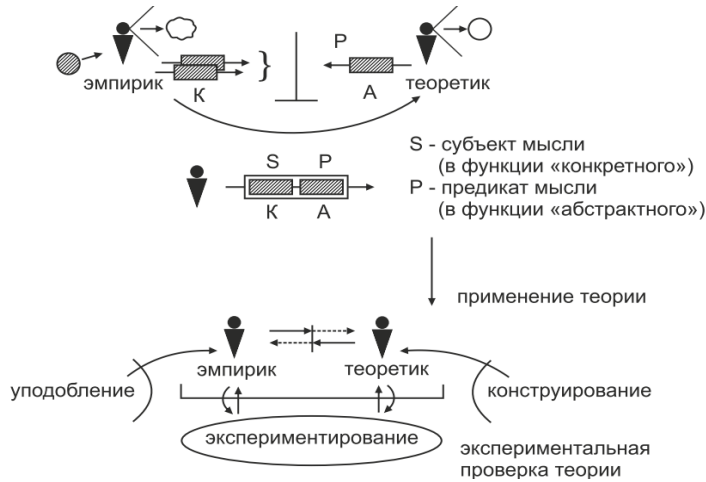 P
эмпирик
К
А
теоретик
S - субъект мысли
(в функции «конкретного»)
P - предикат мысли
(в функции «абстрактного»)
S P
К А
применение теории
эмпирик
теоретик
уподобление
конструирование
экспериментирование
экспериментальная
проверка теории